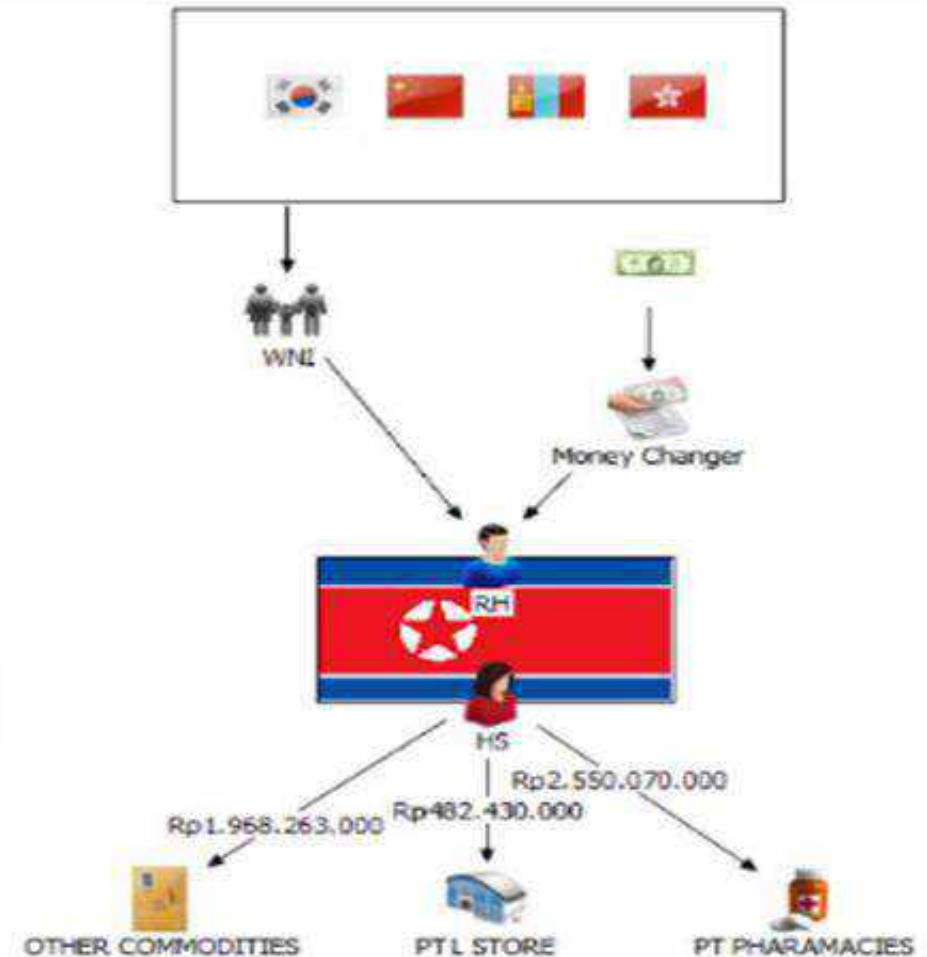 WNI
Money Changer
RH
HS
Rp2.550.070.000
Rp482.430.000
Rp1.968.263.000
OTHER COMMODITIES
PT L STORE
PT PHARAMACIES